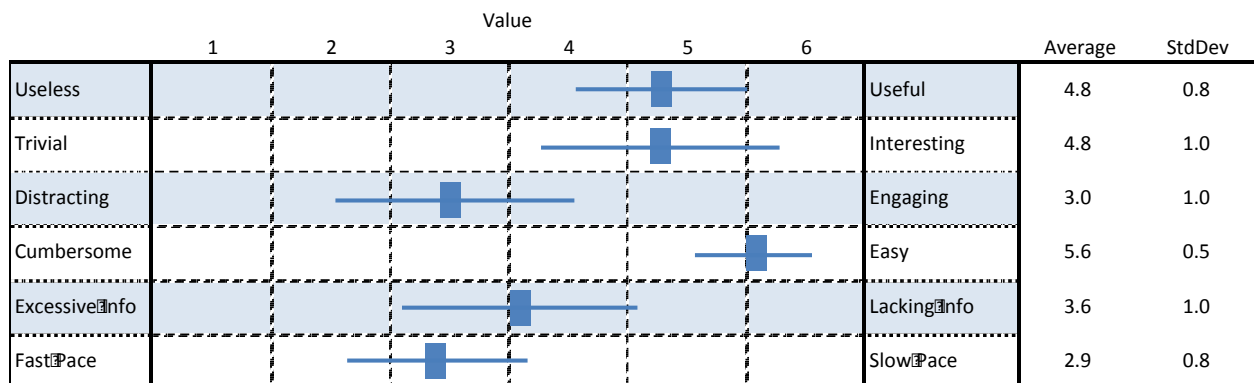 Value
1 2 3 4 5 6 Average StdDev
Useless Useful 4.8 0.8
Trivial Interesting 4.8 1.0
Distracting Engaging 3.0 1.0
Cumbersome Easy 5.6 0.5
Excessive Info Lacking Info 3.6 1.0
Fast Pace Slow Pace 2.9 0.8